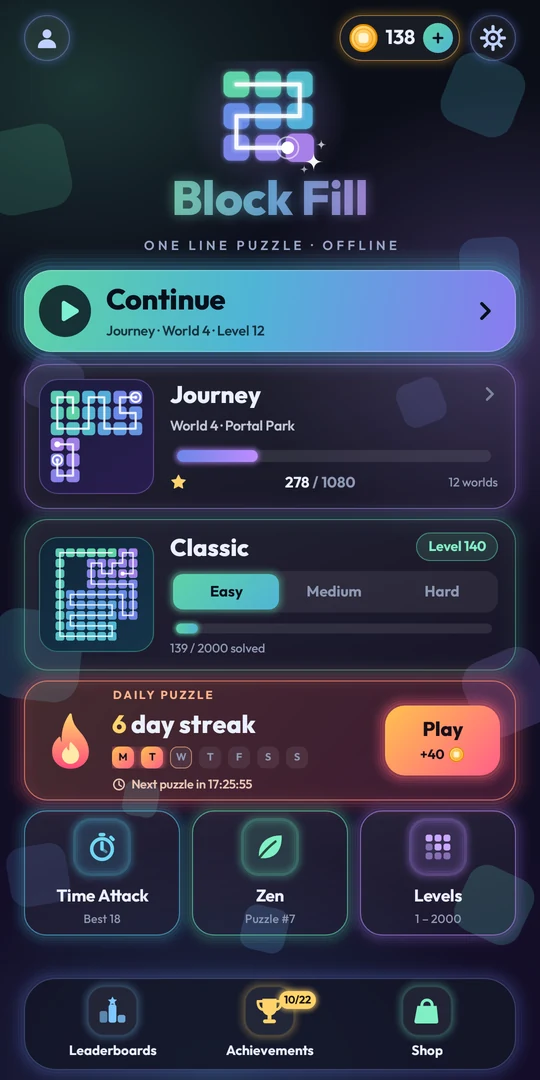 138
Block Fill
ONE LINE PUZZLE · OFFLINE
Continue
Journey · World 4 · Level 12
Journey
World 4 · Portal Park
278 / 1080
12 worlds
Classic
Level 140
Easy
Medium
Hard
139 / 2000 solved
DAILY PUZZLE
6 day streak
M T W T F S S
Next puzzle in 17:25:55
Play
+40
Time Attack
Best 18
Zen
Puzzle #7
Levels
1 – 2000
10/22
Leaderboards
Achievements
Shop